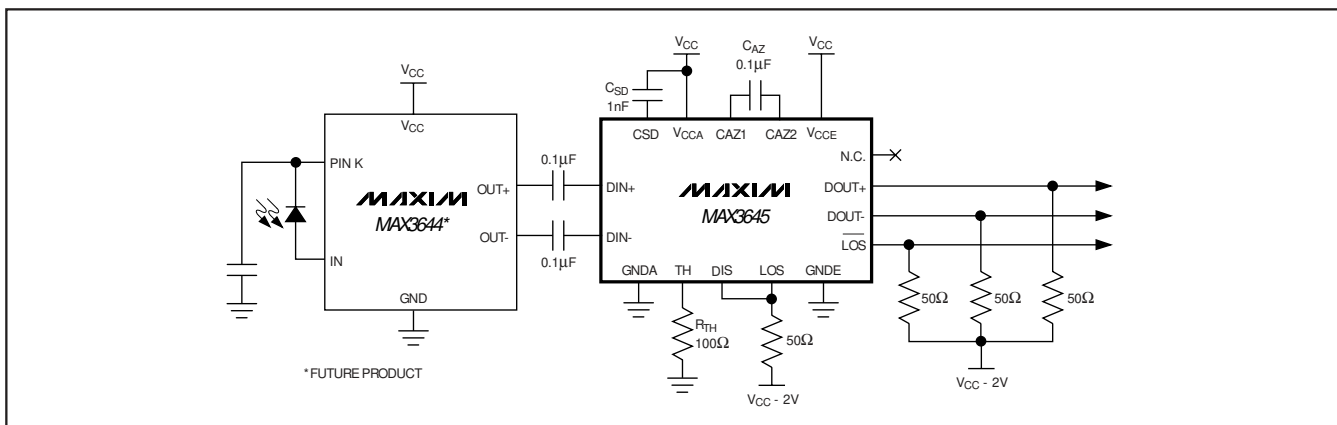 VCC
VCC
PIN K
IN
GND
OUT+
OUT-
MAXIM
MAX3644*
* FUTURE PRODUCT
0.1µF
0.1µF
VCC
CSD
1nF
CAZ
0.1µF
VCC
CSD
VCCA
CAZ1
CAZ2
VCCE
N.C.
DIN+
DIN-
MAXIM
MAX3645
DOUT+
DOUT-
LOS
GNDA
TH
DIS
LOS
GNDE
RTH
100Ω
50Ω
VCC - 2V
50Ω
50Ω
50Ω
VCC - 2V